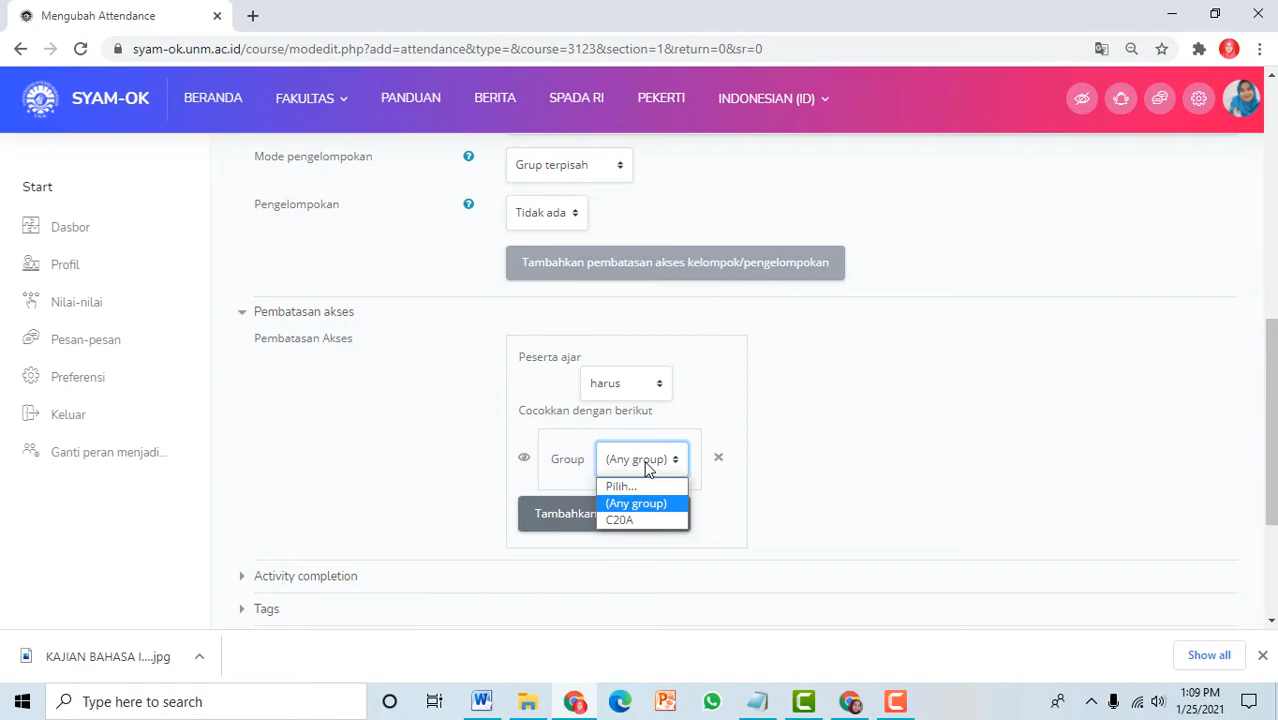 Mengubah Attendance
syam-ok.unm.ac.id/course/modedit.php?add=attendance&type=&course=3123&section=1&return=0&sr=0
SYAM-OK
BERANDA
FAKULTAS
PANDUAN
BERITA
SPADA RI
PEKERTI
INDONESIAN (ID)
Start
Dasbor
Profil
Nilai-nilai
Pesan-pesan
Preferensi
Keluar
Ganti peran menjadi...
Mode pengelompokan
Grup terpisah
Pengelompokan
Tidak ada
Tambahkan pembatasan akses kelompok/pengelompokan
Pembatasan akses
Pembatasan Akses
Peserta ajar
harus
Cocokkan dengan berikut
Group
(Any group)
Pilih...
(Any group)
C20A
Tambahkan
Activity completion
Tags
KAJIAN BAHASA I....jpg
Show all
Type here to search
1:09 PM
1/25/2021